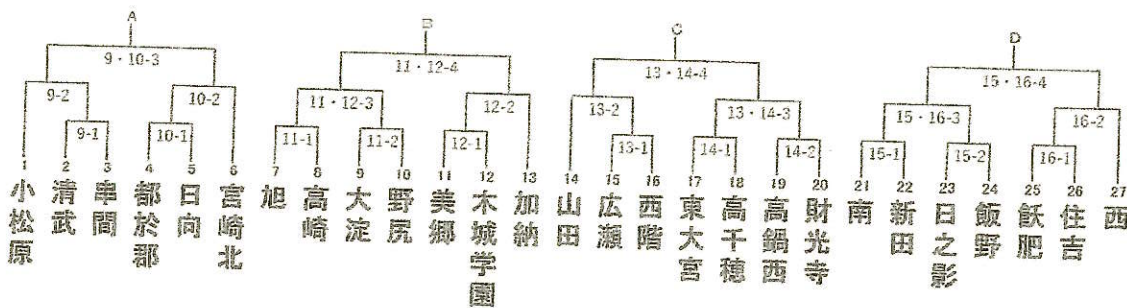 A B C D
9・10-3 11・12-4 13・14-4 15・16-4
9-2 10-2 11・12-3 12-2 13-2 13・14-3 15・16-3 16-2
9-1 10-1 11-1 11-2 12-1 13-1 14-1 14-2 15-1 15-2 16-1
1 2 3 4 5 6 7 8 9 10 11 12 13 14 15 16 17 18 19 20 21 22 23 24 25 26 27
小松原
清武
串間
都於郡
日向
宮崎北
旭
高崎
大淀
野尻
美郷
木城学園
加納
山田
広瀬
西階
東大宮
高千穂
高鍋西
財光寺
南
新田
日之影
飯野
飫肥
住吉
西